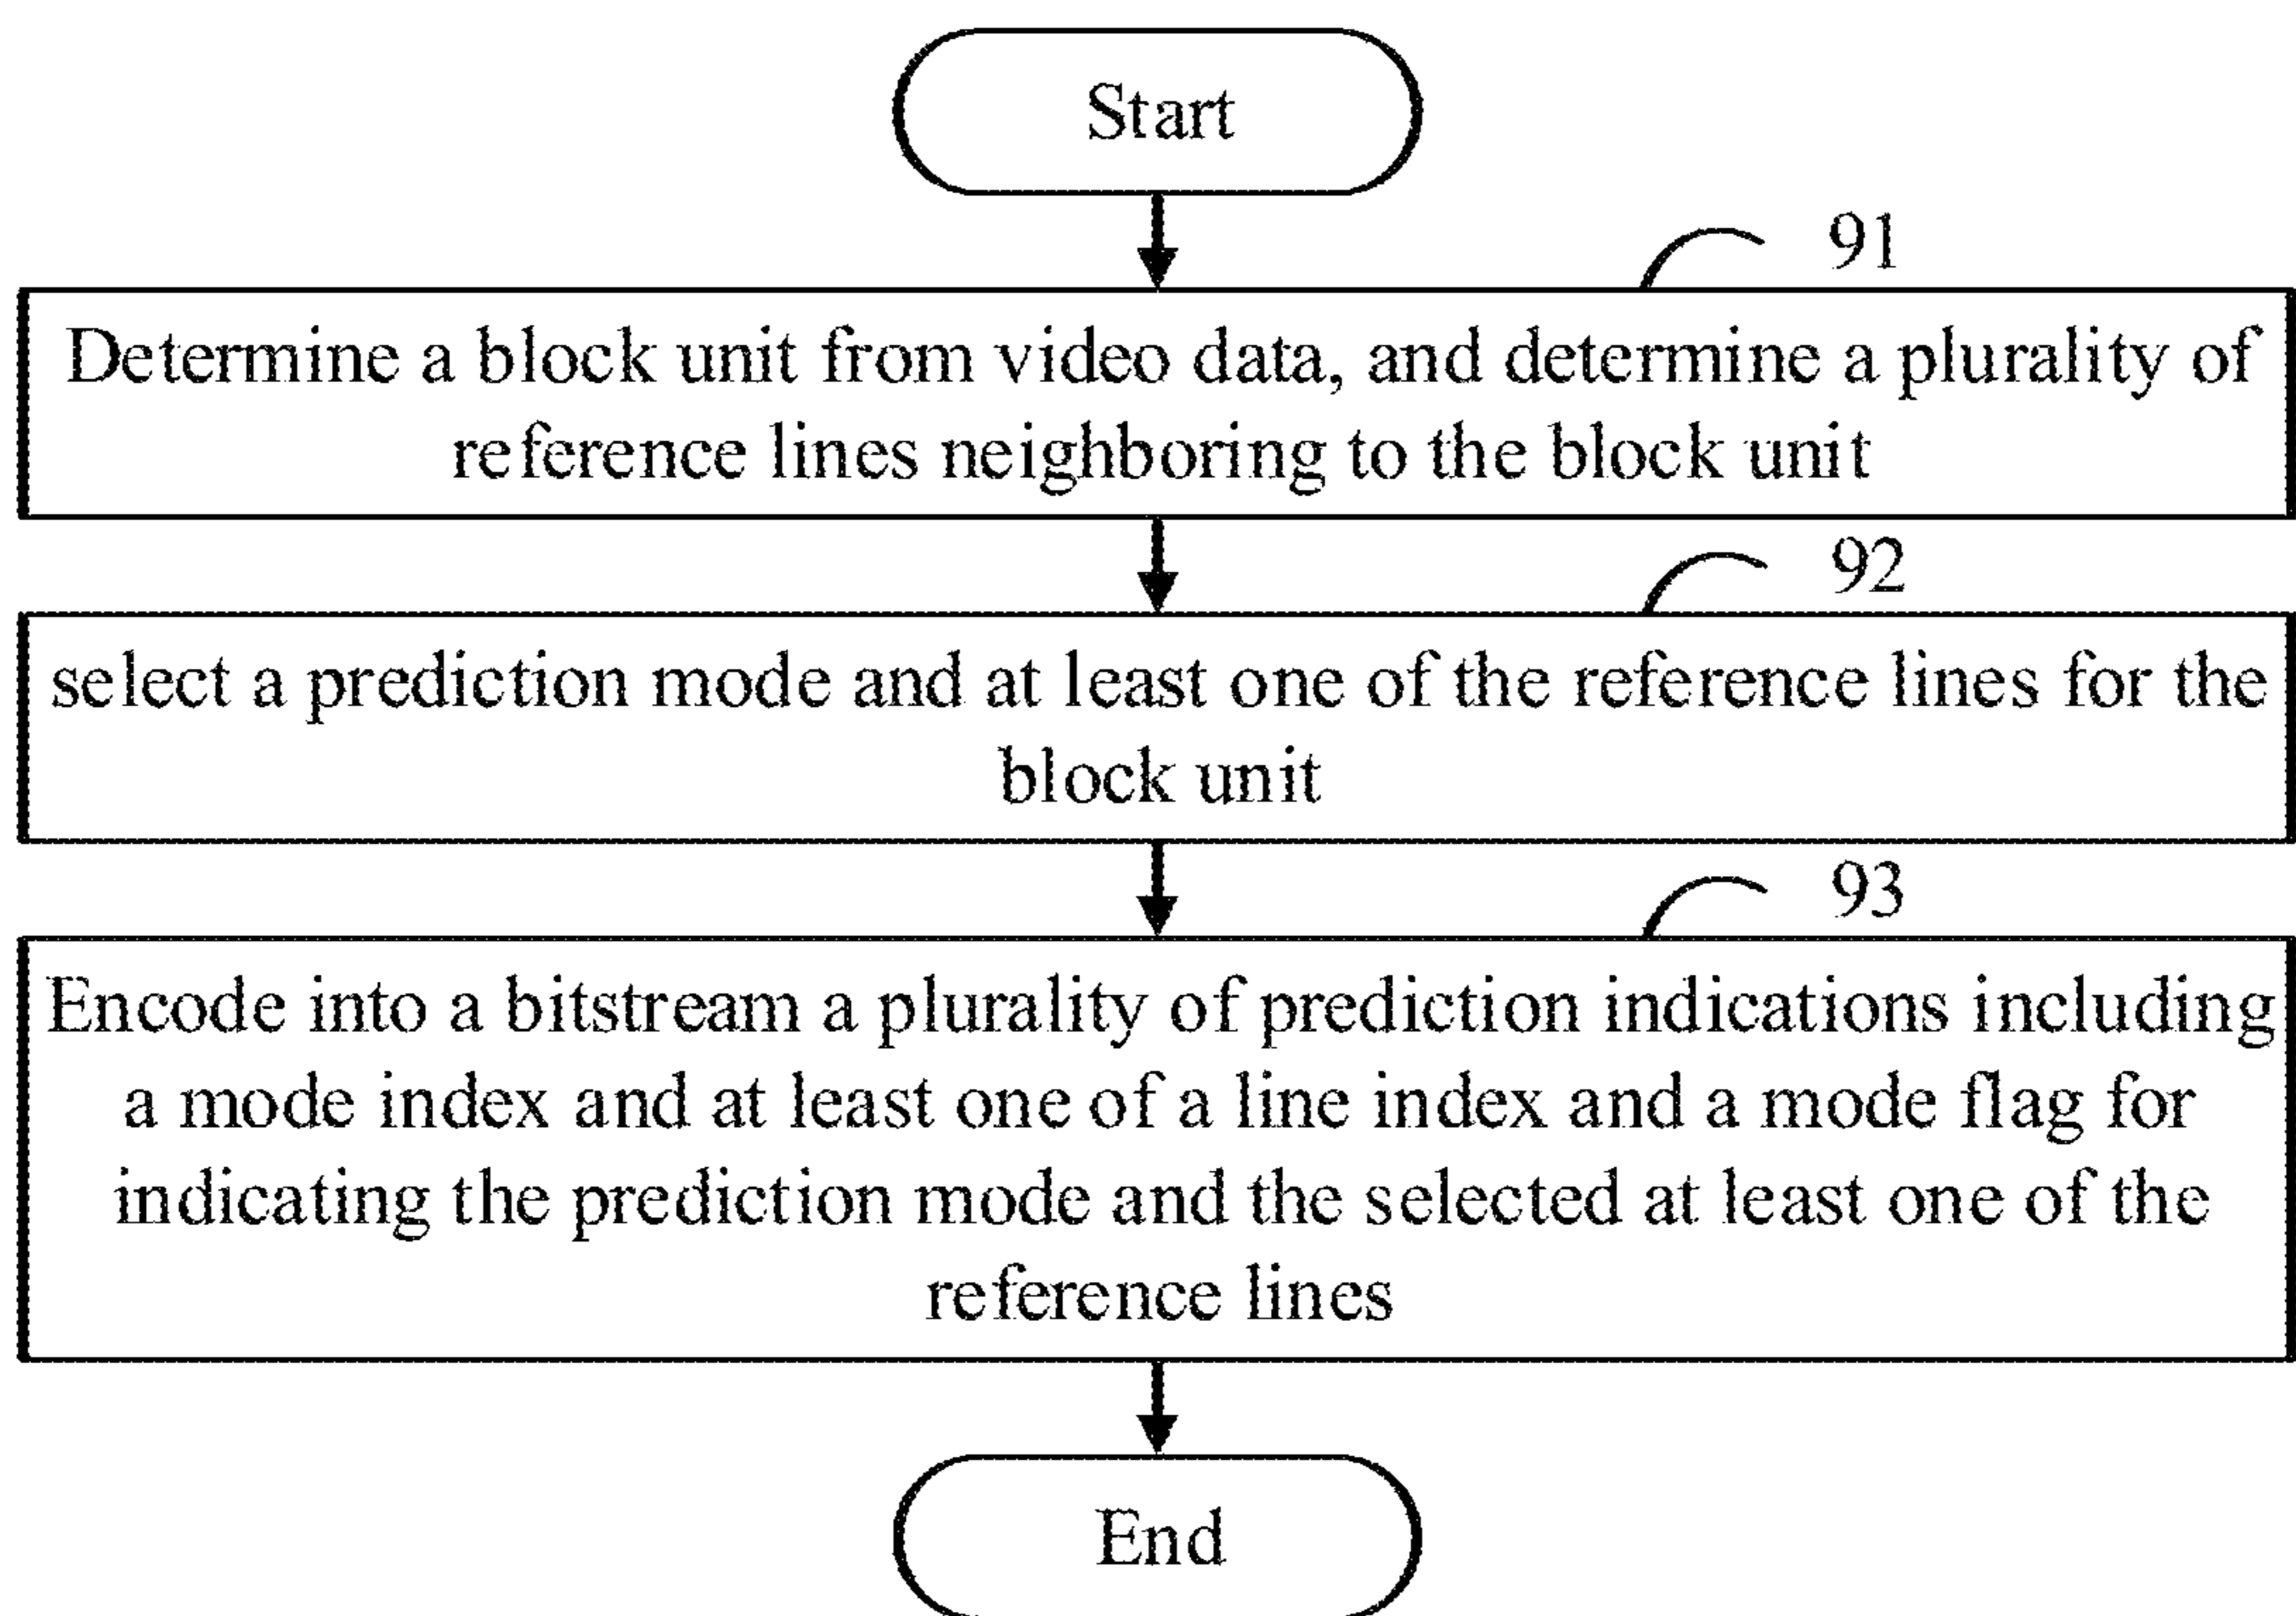 Start
91
Determine a block unit from video data, and determine a plurality of
reference lines neighboring to the block unit
92
select a prediction mode and at least one of the reference lines for the
block unit
93
Encode into a bitstream a plurality of prediction indications including
a mode index and at least one of a line index and a mode flag for
indicating the prediction mode and the selected at least one of the
reference lines
End